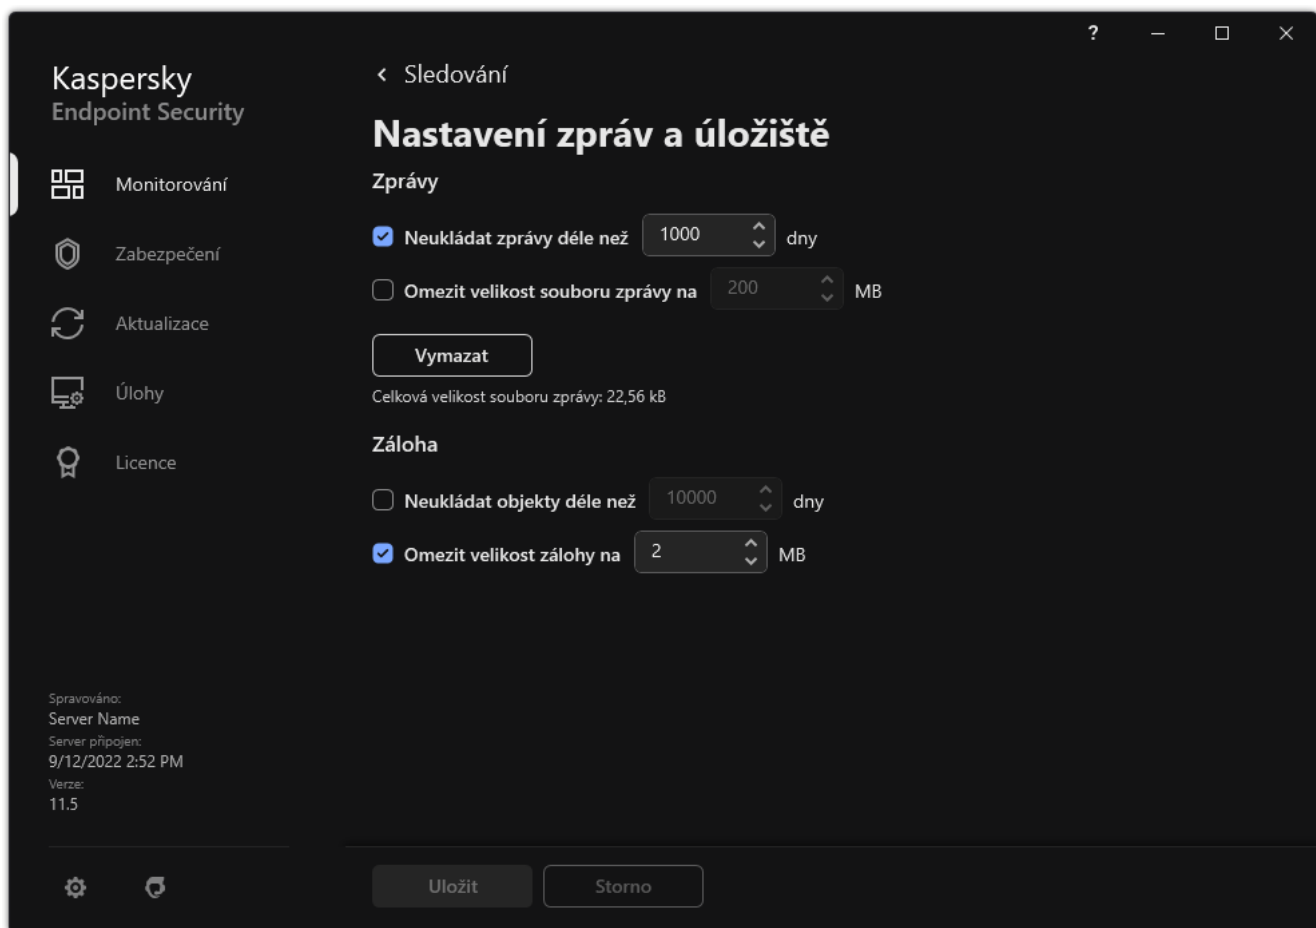 ?
Kaspersky
Endpoint Security
Monitorování
Zabezpečení
Aktualizace
Úlohy
Licence
Spravováno:
Server Name
Server připojen:
9/12/2022 2:52 PM
Verze:
11.5
Sledování
Nastavení zpráv a úložiště
Zprávy
Neukládat zprávy déle než 1000 dny
Omezit velikost souboru zprávy na 200 MB
Vymazat
Celková velikost souboru zprávy: 22,56 kB
Záloha
Neukládat objekty déle než 10000 dny
Omezit velikost zálohy na 2 MB
Uložit Storno